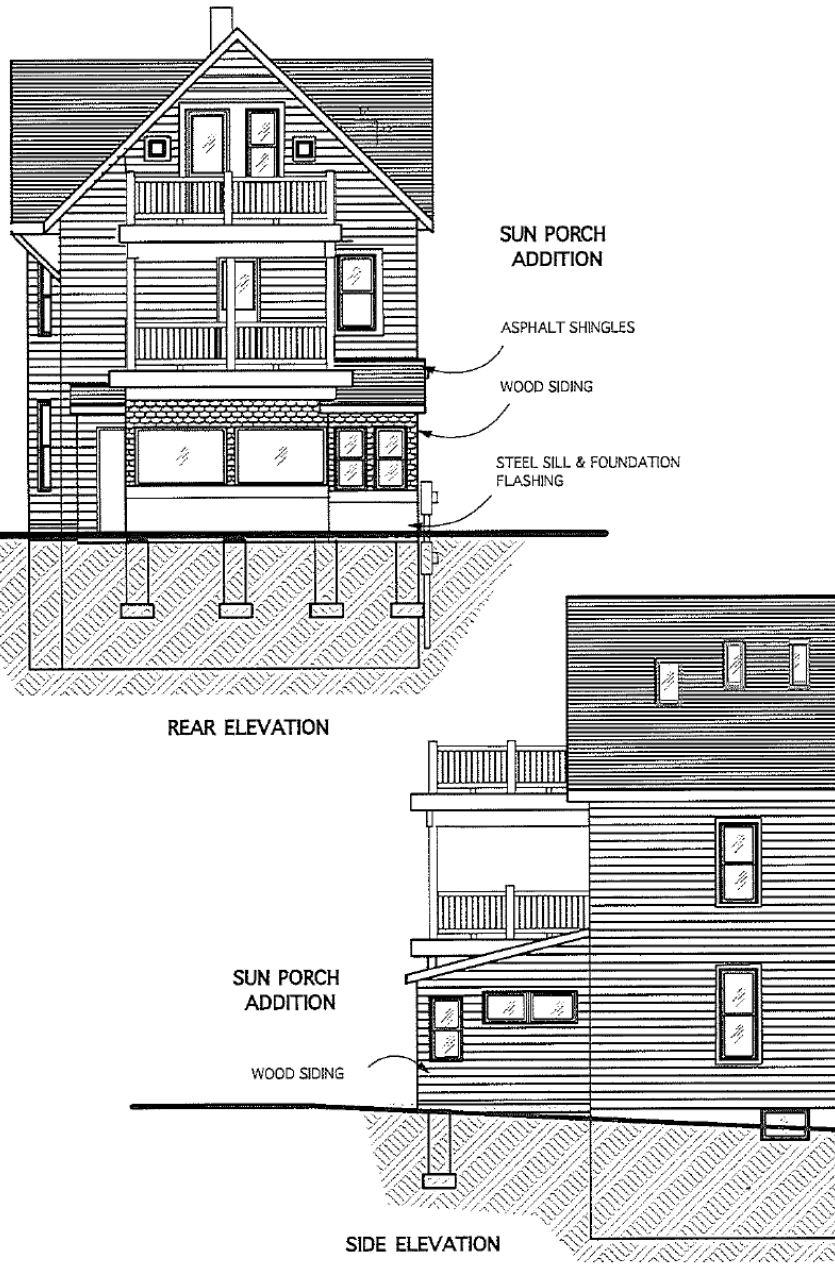 SUN PORCH
ADDITION
ASPHALT SHINGLES
WOOD SIDING
STEEL SILL & FOUNDATION
FLASHING
REAR ELEVATION
SUN PORCH
ADDITION
WOOD SIDING
SIDE ELEVATION